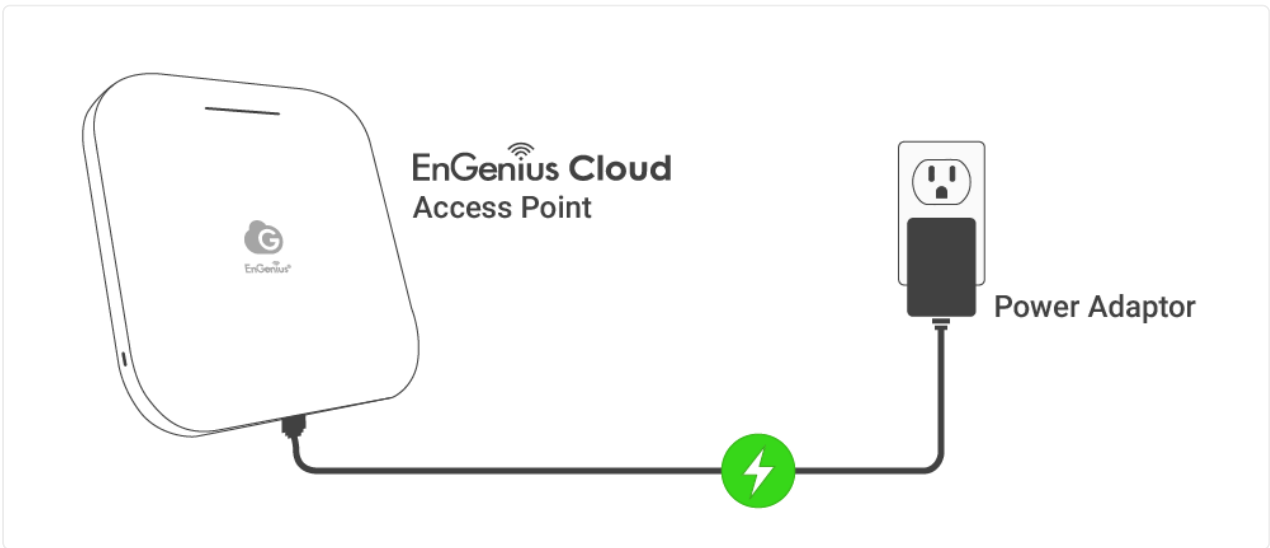 EnGenius Cloud
Access Point
G
EnGenius®
Power Adaptor